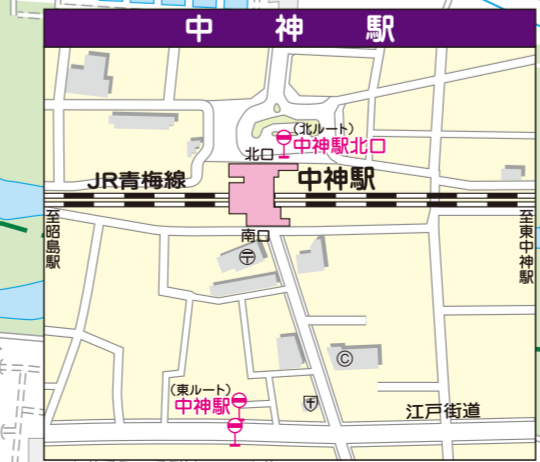 中神駅
(北ルート)
中神駅北口
北口
JR青梅線
中神駅
至昭島駅
至東中神駅
南口
〒
C
(東ルート)
中神駅
江戸街道